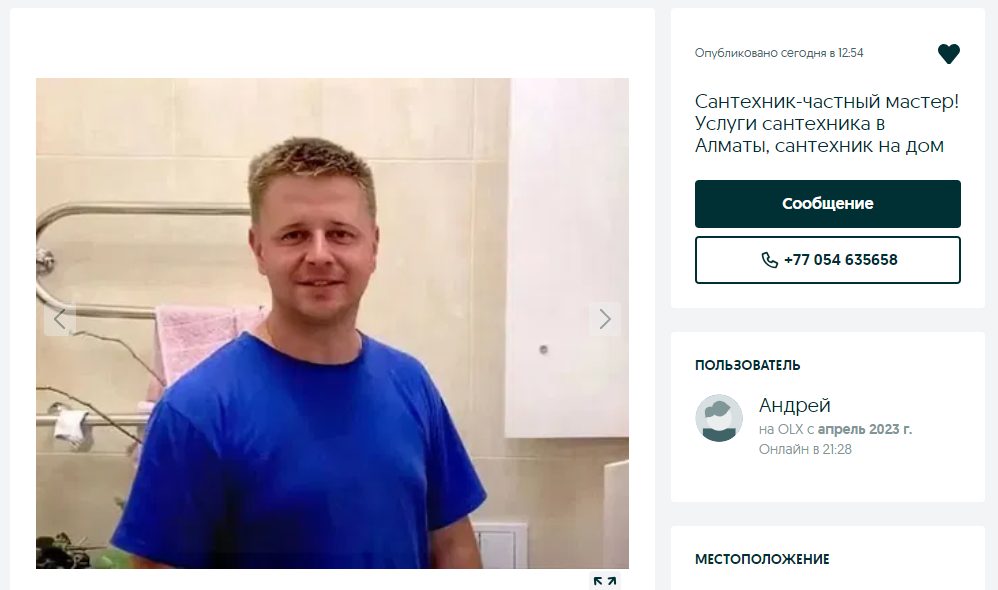 Опубликовано сегодня в 12:54
Сантехник-частный мастер!
Услуги сантехника в
Алматы, сантехник на дом
Сообщение
+77 054 635658
ПОЛЬЗОВАТЕЛЬ
Андрей
на OLX с апрель 2023 г.
Онлайн в 21:28
МЕСТОПОЛОЖЕНИЕ